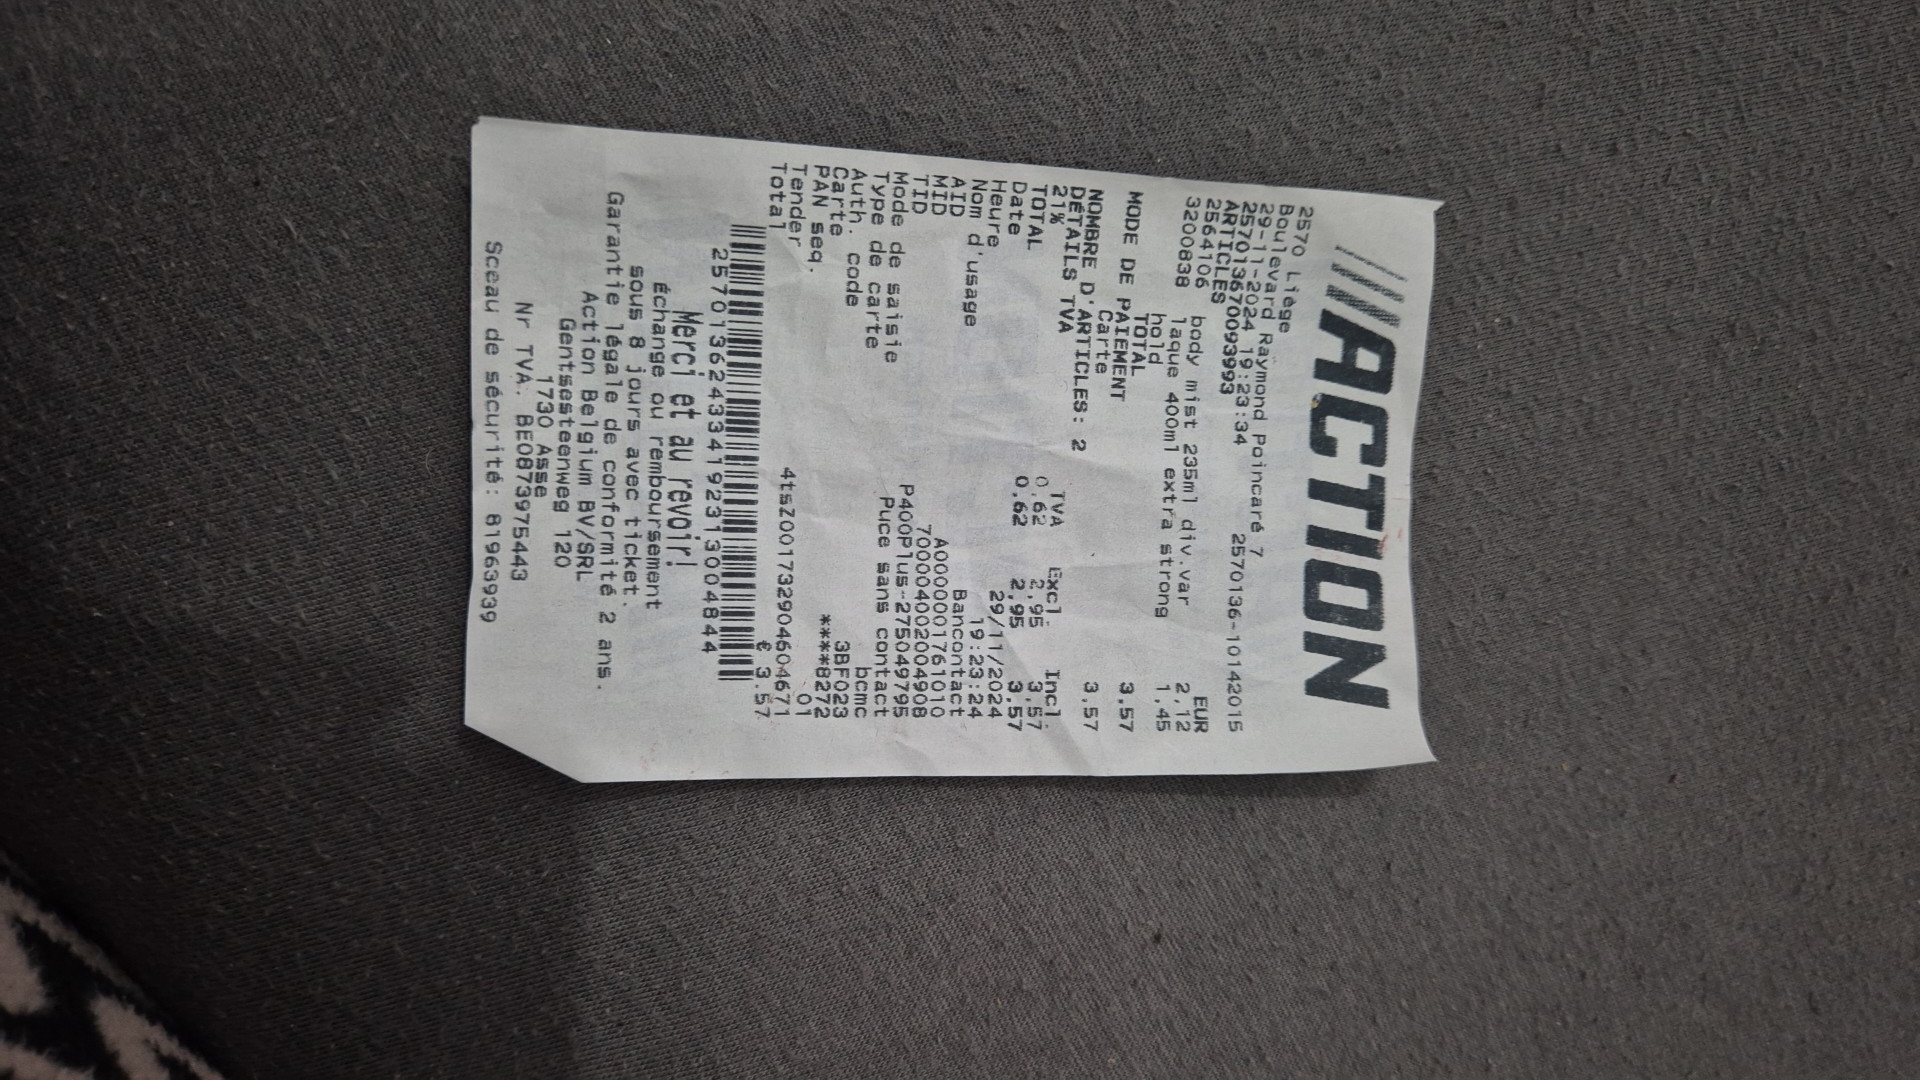 ///ACTION
2570 Liège
Boulevard Raymond Poincaré 7
29-11-2024 19:23:34 2570136-10142015
257013670093993
ARTICLES EUR
2564106 body mist 235ml div.var 2,12
3200838 laque 400ml extra strong 1,45
hold
TOTAL 3,57
MODE DE PAIEMENT
Carte 3,57
NOMBRE D'ARTICLES: 2
DÉTAILS TVA TVA Excl. Incl.
21% 0,62 2,95 3,57
TOTAL 0,62 2,95 3,57
Date 29/11/2024
Heure 19:23:24
Nom d'usage Bancontact
AID A0000001761010
MID 700004002004908
TID P400Plus-275049795
Mode de saisie Puce sans contact
Type de carte bcmc
Auth. code 3BF023
Carte ****8272
PAN seq. 01
Tender 4tsZ001732904604671
Total € 3.57
257013624334192313004844
Merci et au revoir!
Échange ou remboursement
sous 8 jours avec ticket.
Garantie légale de conformité 2 ans.
Action Belgium BV/SRL
Gentsesteenweg 120
1730 Asse
Nr TVA. BE0873975443
Sceau de sécurité: 81963939